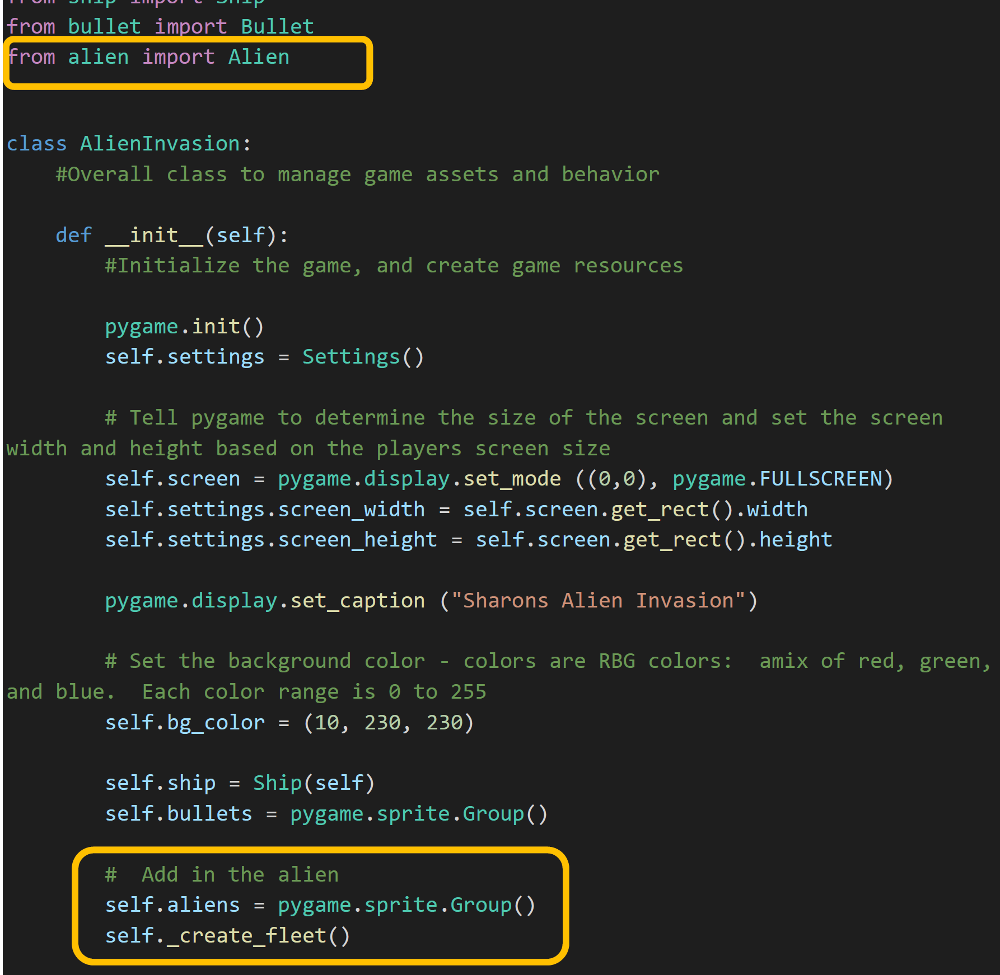 from ship import Ship
from bullet import Bullet
from alien import Alien
class AlienInvasion:
    #Overall class to manage game assets and behavior
    def __init__(self):
        #Initialize the game, and create game resources
        pygame.init()
        self.settings = Settings()
        # Tell pygame to determine the size of the screen and set the screen
width and height based on the players screen size
        self.screen = pygame.display.set_mode ((0,0), pygame.FULLSCREEN)
        self.settings.screen_width = self.screen.get_rect().width
        self.settings.screen_height = self.screen.get_rect().height
        pygame.display.set_caption ("Sharons Alien Invasion")
        # Set the background color - colors are RBG colors:  amix of red, green,
and blue.  Each color range is 0 to 255
        self.bg_color = (10, 230, 230)
        self.ship = Ship(self)
        self.bullets = pygame.sprite.Group()
        #  Add in the alien
        self.aliens = pygame.sprite.Group()
        self._create_fleet()